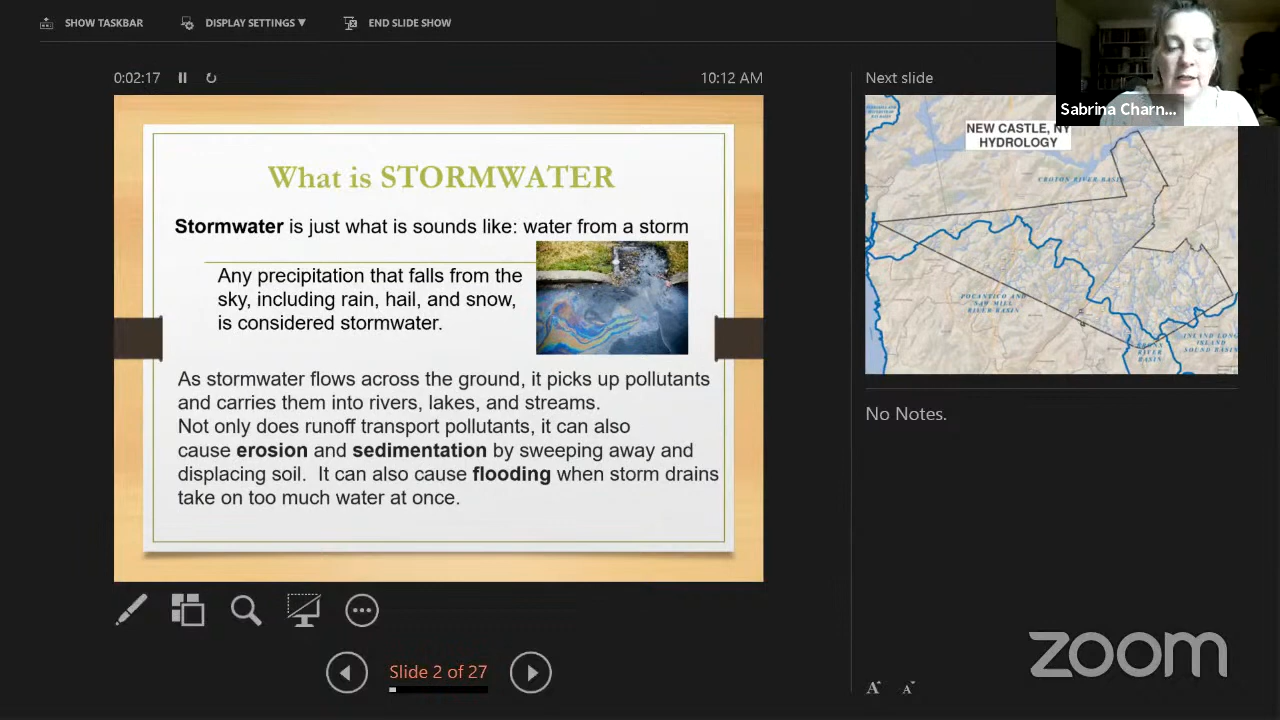 SHOW TASKBAR
DISPLAY SETTINGS ▼
END SLIDE SHOW
0:02:17
10:12 AM
What is STORMWATER
Stormwater is just what is sounds like: water from a storm
Any precipitation that falls from the
sky, including rain, hail, and snow,
is considered stormwater.
As stormwater flows across the ground, it picks up pollutants
and carries them into rivers, lakes, and streams.
Not only does runoff transport pollutants, it can also
cause erosion and sedimentation by sweeping away and
displacing soil. It can also cause flooding when storm drains
take on too much water at once.
Slide 2 of 27
Next slide
Sabrina Charn...
NEW CASTLE, NY
HYDROLOGY
CROTON RIVER BASIN
POCANTICO AND
SAW MILL
RIVER BASIN
BRONX
RIVER
BASIN
INLAND LONG
ISLAND
SOUND BASIN
No Notes.
A A
zoom